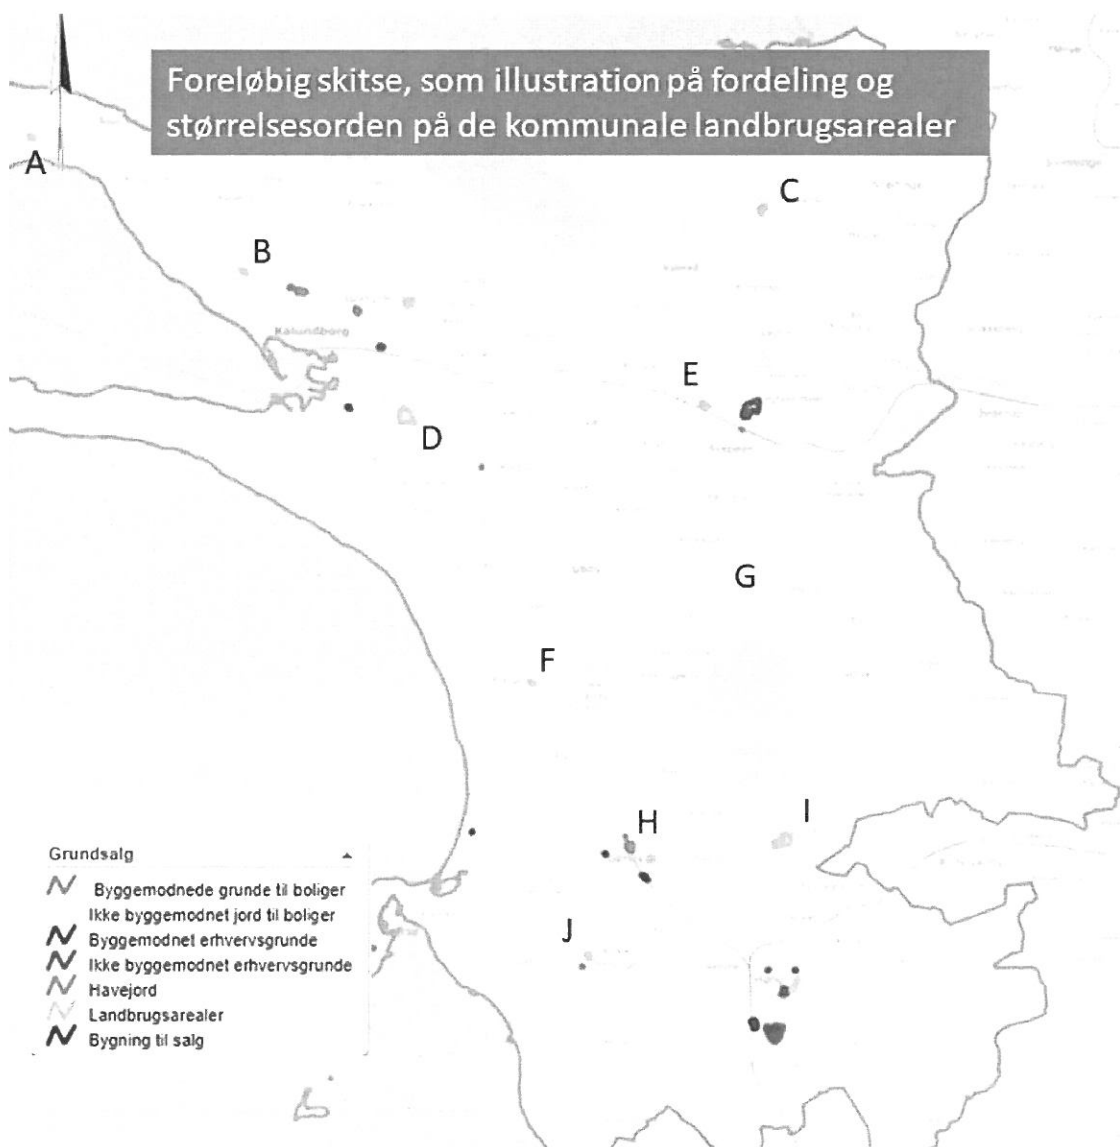 Foreløbig skitse, som illustration på fordeling og
størrelsesorden på de kommunale landbrugsarealer
A
C
B
Kalundborg
E
D
G
F
I
H
Grundsalg
Byggemodnede grunde til boliger
Ikke byggemodnet jord til boliger
Byggemodnet erhvervsgrunde
Ikke byggemodnet erhvervsgrunde
Havejord
Landbrugsarealer
Bygning til salg
J